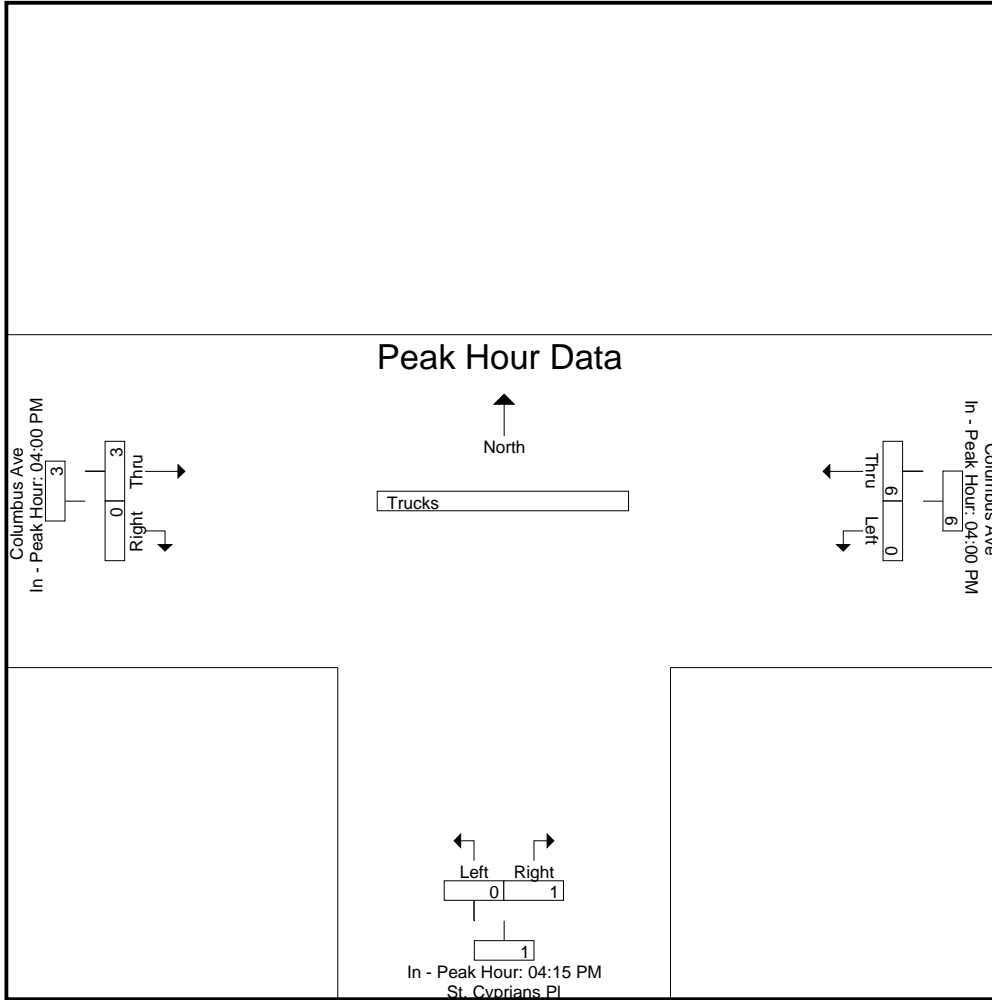 Peak Hour Data
North
Trucks
Columbus Ave
In - Peak Hour: 04:00 PM
3
3
0
Thru
Right
Columbus Ave
In - Peak Hour: 04:00 PM
6
6
0
Thru
Left
Left Right
0 1
1
In - Peak Hour: 04:15 PM
St. Cyprians Pl